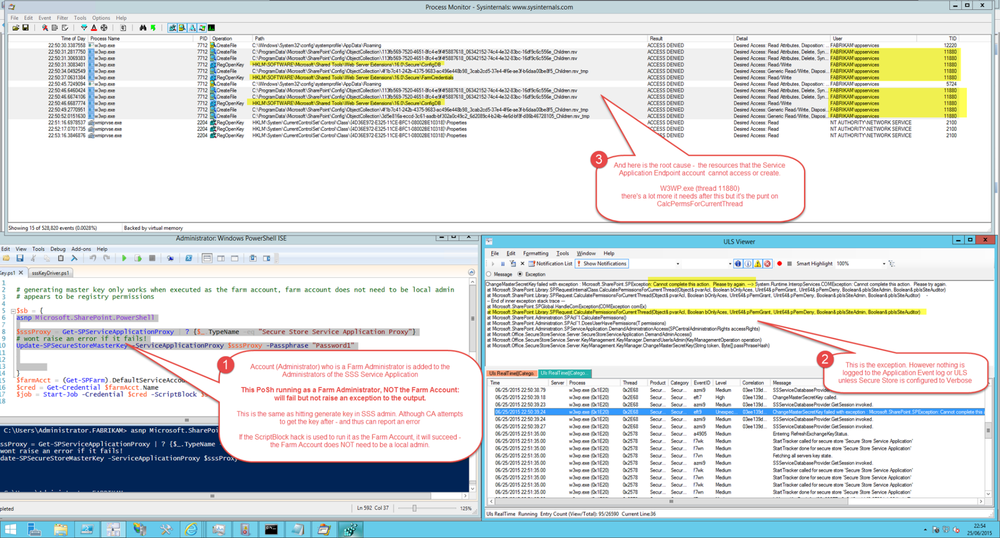 Process Monitor - Sysinternals: www.sysinternals.com
File Edit Event Filter Tools Options Help
Time of Day Process Name PID Operation Path Result Detail User TID
22:50:30.3387558 w3wp.exe 7712 CreateFile C:\Windows\System32\config\systemprofile\AppData\Roaming ACCESS DENIED Desired Access: Read Attributes, Disposition: ... FABRIKAM\appservices 12220
22:50:31.2817750 w3wp.exe 7712 CreateFile C:\ProgramData\Microsoft\SharePoint\Config\ObjectCollection\113fb569-7520-4651-8fc4-e9f4f5887618_06342152-74c4-4e32-83bc-16df9c6c556e_Children.rsv ACCESS DENIED Desired Access: Read Attributes, Delete, Syn... FABRIKAM\appservices 11880
22:50:31.3069383 w3wp.exe 7712 CreateFile C:\ProgramData\Microsoft\SharePoint\Config\ObjectCollection\113fb569-7520-4651-8fc4-e9f4f5887618_06342152-74c4-4e32-83bc-16df9c6c556e_Children.rsv ACCESS DENIED Desired Access: Read Attributes, Delete, Syn... FABRIKAM\appservices 11880
22:50:31.3083401 w3wp.exe 7712 RegOpenKey HKLM\SOFTWARE\Microsoft\Shared Tools\Web Server Extensions\16.0\Secure\ConfigDB ACCESS DENIED Desired Access: Read/Write FABRIKAM\appservices 11880
22:50:34.0492549 w3wp.exe 7712 CreateFile C:\ProgramData\Microsoft\SharePoint\Config\ObjectCollection\4f1b7c41-242b-4375-9683-ac496e448b98_3cab2cd5-37e4-4f6e-ae3f-b6daa00be8f5_Children.rsv_tmp ACCESS DENIED Desired Access: Generic Read/Write, Disposi... FABRIKAM\appservices 11880
22:50:37.0631384 w3wp.exe 7712 RegOpenKey HKLM\SOFTWARE\Microsoft\Shared Tools\Web Server Extensions\16.0\Secure\FarmCredentials ACCESS DENIED Desired Access: Read/Write FABRIKAM\appservices 11880
22:50:45.7249094 w3wp.exe 7712 CreateFile C:\Windows\System32\config\systemprofile\AppData\Roaming ACCESS DENIED Desired Access: Read Attributes, Disposition: ... FABRIKAM\appservices 5724
22:50:46.6460424 w3wp.exe 7712 CreateFile C:\ProgramData\Microsoft\SharePoint\Config\ObjectCollection\113fb569-7520-4651-8fc4-e9f4f5887618_06342152-74c4-4e32-83bc-16df9c6c556e_Children.rsv ACCESS DENIED Desired Access: Read Attributes, Delete, Syn... FABRIKAM\appservices 11880
22:50:46.6674106 w3wp.exe 7712 CreateFile C:\ProgramData\Microsoft\SharePoint\Config\ObjectCollection\113fb569-7520-4651-8fc4-e9f4f5887618_06342152-74c4-4e32-83bc-16df9c6c556e_Children.rsv ACCESS DENIED Desired Access: Read Attributes, Delete, Syn... FABRIKAM\appservices 11880
22:50:46.6687774 w3wp.exe 7712 RegOpenKey HKLM\SOFTWARE\Microsoft\Shared Tools\Web Server Extensions\16.0\Secure\ConfigDB ACCESS DENIED Desired Access: Read/Write FABRIKAM\appservices 11880
22:50:49.2770951 w3wp.exe 7712 CreateFile C:\ProgramData\Microsoft\SharePoint\Config\ObjectCollection\4f1b7c41-242b-4375-9683-ac496e448b98_3cab2cd5-37e4-4f6e-ae3f-b6daa00be8f5_Children.rsv_tmp ACCESS DENIED Desired Access: Generic Read/Write, Disposi... FABRIKAM\appservices 11880
22:50:52.0151630 w3wp.exe 7712 CreateFile C:\ProgramData\Microsoft\SharePoint\Config\ObjectCollection\3d5e816a-eccd-3c61-aadb-bf302a0c49c2_6d2089c4-b24b-4e6d-bf8f-d86b46728105_Children.rsv_tmp ACCESS DENIED Desired Access: Generic Read/Write, Disposi... FABRIKAM\appservices 11880
22:51:16.6978537 wmiprvse.exe 2204 RegOpenKey HKLM\System\CurrentControlSet\Control\Class\{4D36E972-E325-11CE-BFC1-08002BE10318}\Properties ACCESS DENIED Desired Access: Read NT AUTHORITY\NETWORK SERVICE 2100
22:52:17.0701735 wmiprvse.exe 2204 RegOpenKey HKLM\System\CurrentControlSet\Control\Class\{4D36E972-E325-11CE-BFC1-08002BE10318}\Properties ACCESS DENIED Desired Access: Read NT AUTHORITY\NETWORK SERVICE 2100
22:53:16.3846876 wmiprvse.exe 2204 RegOpenKey HKLM\System\CurrentControlSet\Control\Class\{4D36E972-E325-11CE-BFC1-08002BE10318}\Properties ACCESS DENIED Desired Access: Read NT AUTHORITY\NETWORK SERVICE 2100
3
And here is the root cause - the resources that the Service
Application Endpoint account cannot access or create.
W3WP.exe (thread 11880)
there's a lot more it needs after this but it's the punt on
CalcPermsForCurrentThread
Showing 15 of 528,820 events (0.0028%) Backed by virtual memory
Administrator: Windows PowerShell ISE
Edit View Tools Debug Add-ons Help
Key.ps1 X sssKeyDriver.ps1
1
2 # generating master key only works when executed as the farm account, farm account does not need to be local admin
3 # appears to be registry permissions
4
5 $sb = {
6 asnp Microsoft.SharePoint.PowerShell
7
8 $sssProxy = Get-SPServiceApplicationProxy | ? {$_.TypeName -eq "Secure Store Service Application Proxy"}
9 # wont raise an error if it fails!
10 Update-SPSecureStoreMasterKey -ServiceApplicationProxy $sssProxy -Passphrase "Password1"
11
12
13
14 }
15 $farmAcct = (Get-SPFarm).DefaultServiceAccou
16 $cred = Get-Credential $farmAcct.Name
17 $job = Start-Job -Credential $cred -ScriptBlock $
18
1
Account (Administrator) who is a Farm Administrator is added to the
Administrators of the SSS Service Application
This PoSh running as a Farm Administrator, NOT the Farm Account:
will fail but not raise an exception to the output.
This is the same as hitting generate key in SSS admin. Although CA attempts
to get the key after - and thus can report an error
If the ScriptBlock hack is used to run it as the Farm Account, it will succeed -
the Farm Account does NOT need to be a local admin.
C:\Users\Administrator.FABRIKAM> asnp Microsoft.SharePoi
ssProxy = Get-SPServiceApplicationProxy | ? {$_.TypeName -
wont raise an error if it fails!
date-SPSecureStoreMasterKey -ServiceApplicationProxy $sssProxy
pleted Ln 592 Col 37 125%
ULS Viewer
File Edit Formatting Tools Window Help
Notification List Show Notifications Smart Highlight 100%
Message Exception
ChangeMasterSecretKey failed with exception : Microsoft.SharePoint.SPException: Cannot complete this action. Please try again. ---> System.Runtime.InteropServices.COMException: Cannot complete this action. Please try again.
at Microsoft.SharePoint.Library.SPRequestInternalClass.CalculatePermissionsForCurrentThread(Object& pvarAcl, Boolean bOnlyAces, UInt64& pPermGrant, UInt64& pPermDeny, Boolean& pbIsSiteAdmin, Boolean& pbIsSiteAuditor)
at Microsoft.SharePoint.Library.SPRequest.CalculatePermissionsForCurrentThread(Object& pvarAcl, Boolean bOnlyAces, UInt64& pPermGrant, UInt64& pPermDeny, Boolean& pbIsSiteAdmin, Boolean& pbIsSiteAuditor) -
-- End of inner exception stack trace ---
at Microsoft.SharePoint.SPGlobal.HandleComException(COMException comEx)
at Microsoft.SharePoint.Library.SPRequest.CalculatePermissionsForCurrentThread(Object& pvarAcl, Boolean bOnlyAces, UInt64& pPermGrant, UInt64& pPermDeny, Boolean& pbIsSiteAdmin, Boolean& pbIsSiteAuditor)
at Microsoft.SharePoint.Administration.SPAcl`1.CalculatePermissions()
at Microsoft.SharePoint.Administration.SPAcl`1.DoesUserHavePermissions(T permissions)
at Microsoft.SharePoint.Administration.SPServiceApplication.DemandAdministrationAccess(SPCentralAdministrationRights accessRights)
at Microsoft.Office.SecureStoreService.Server.SecureStoreServiceApplication.DemandAdminAccess()
at Microsoft.Office.SecureStoreService.Server.KeyManagement.KeyManager.DemandUserIsAdmin(KeyManagementOperation operation)
at Microsoft.Office.SecureStoreService.Server.KeyManagement.KeyManager.ChangeMasterSecretKey(String token, Byte[] passPhraseHash)
2
This is the exception. However nothing is
logged to the Application Event log or ULS
unless Secure Store is configured to Verbose
Uls RealTime[[Catego. Uls RealTime[[Catego...
Time Server Process Thread Product Category EventID Level Correlation Message
06/25/2015 22:50:38.79 w3wp.exe (0x1E20) 0x2E68 Secur... Secur... azmi9 Medium 03ee139d... SSServiceDatabaseProvider.GetSession invoked.
06/25/2015 22:50:39.18 w3wp.exe (0x1E20) 0x2E68 Secur... Secur... eft7 High 03ee139d... ChangeMasterSecretKey called.
06/25/2015 22:50:39.23 w3wp.exe (0x1E20) 0x2E68 Secur... Secur... azmi9 Medium 03ee139d... SSServiceDatabaseProvider.GetSession invoked.
06/25/2015 22:50:39.24 w3wp.exe (0x1E20) 0x2E68 Secur... Secur... eft9 Unexpec... 03ee139d... ChangeMasterSecretKey failed with exception : Microsoft.SharePoint.SPException: Cannot complete this a
06/25/2015 22:50:39.24 w3wp.exe (0x1E20) 0x2E68 Secur... Secur... azmi9 Medium 03ee139d... SSServiceDatabaseProvider.GetSession invoked.
06/25/2015 22:50:39.27 w3wp.exe (0x1E20) 0x2E68 Secur... Secur... azmi9 Medium 03ee139d... SSServiceDatabaseProvider.GetSession invoked.
06/25/2015 22:51:35.00 w3wp.exe (0x1E20) 0x2578 Secur... Secur... a4905 Medium Entering RefreshExchangeKeyStatus.
06/25/2015 22:51:35.00 w3wp.exe (0x1E20) 0x2578 Secur... Secur... f7wk Medium StartTracker called for secure store 'Secure Store Service Application'
06/25/2015 22:51:35.00 w3wp.exe (0x1E20) 0x2578 Secur... Secur... f7wn Medium StartTracker done for secure store 'Secure Store Service Application'
06/25/2015 22:51:35.00 w3wp.exe (0x1E20) 0x2578 Secur... Secur... f7vn Medium Fetching all servers key state.
06/25/2015 22:51:35.00 w3wp.exe (0x1E20) 0x2578 Secur... Secur... azmi9 Medium SSServiceDatabaseProvider.GetSession invoked.
06/25/2015 22:51:35.00 w3wp.exe (0x1E20) 0x2578 Secur... Secur... f7wk Medium StartTracker called for secure store 'Secure Store Service Application'
06/25/2015 22:51:35.00 w3wp.exe (0x1E20) 0x2578 Secur... Secur... f7wn Medium StartTracker done for secure store 'Secure Store Service Application'
06/25/2015 22:51:35.00 w3wp.exe (0x1E20) 0x2578 Secur... Secur... f7wk Medium StartTracker called for secure store 'Secure Store Service Application'
06/25/2015 22:51:35.00 w3wp.exe (0x1E20) 0x2578 Secur... Secur... f7wn Medium StartTracker done for secure store 'Secure Store Service Application'
Uls RealTime Running Entry Count (View/Total): 95/26590 Current Line:36
22:54
25/06/2015